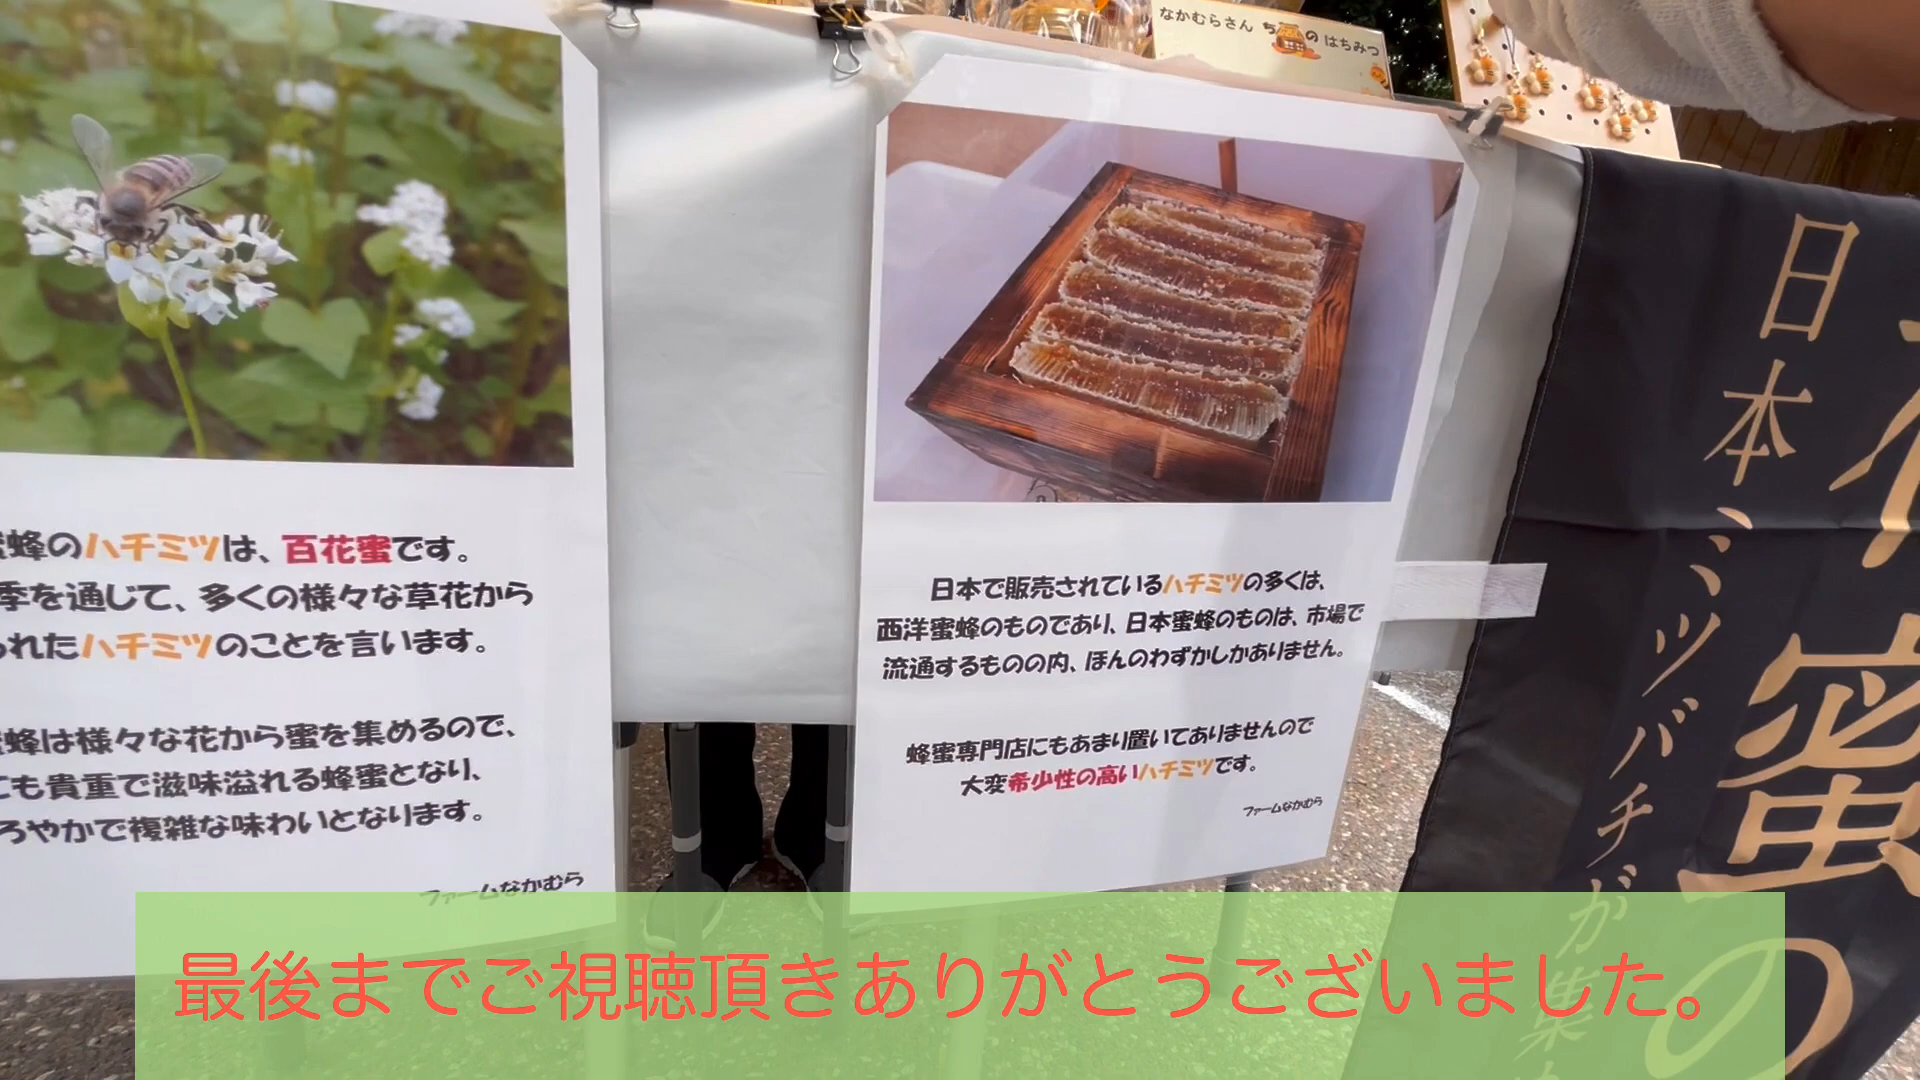 なかむらさん ちの はちみつ
蜂のハチミツは、百花蜜です。
季を通じて、多くの様々な草花から
られたハチミツのことを言います。
蜂は様々な花から蜜を集めるので、
ても貴重で滋味溢れる蜂蜜となり、
ろやかで複雑な味わいとなります。
ファームなかむら
日本で販売されているハチミツの多くは、
西洋蜜蜂のものであり、日本蜜蜂のものは、市場で
流通するものの内、ほんのわずかしかありません。
蜂蜜専門店にもあまり置いてありませんので
大変希少性の高いハチミツです。
ファームなかむら
蜜の
日本ミツバチが集
最後までご視聴頂きありがとうございました。